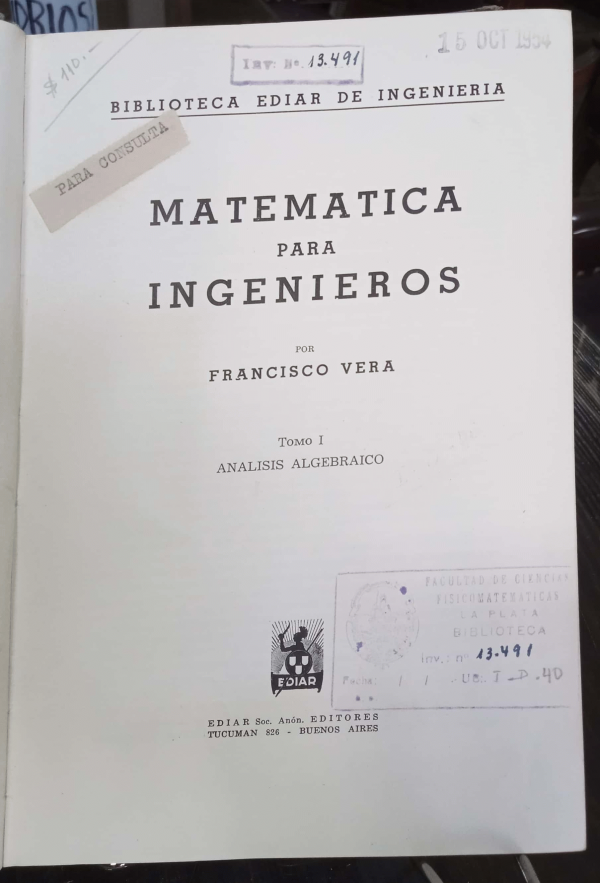 $ 110.-
Inv: Nº. 13.491
15 OCT 1954
BIBLIOTECA EDIAR DE INGENIERIA
PARA CONSULTA
MATEMATICA
PARA
INGENIEROS
POR
FRANCISCO VERA
TOMO I
ANALISIS ALGEBRAICO
FACULTAD DE CIENCIAS
FISICOMATEMATICAS
LA PLATA
BIBLIOTECA
inv.: nº 13.491
Fecha. / / Ub.: I-D.40
EDIAR
EDIAR Soc. Anón. EDITORES
TUCUMAN 826 - BUENOS AIRES